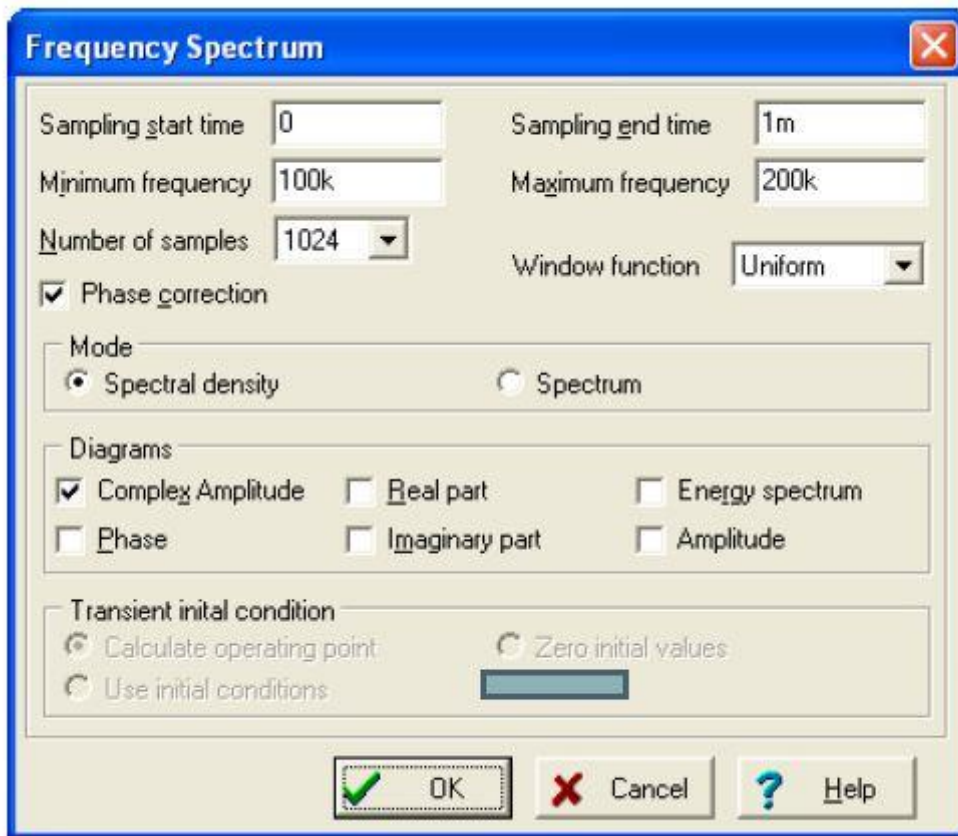 Frequency Spectrum
Sampling start time 0 Sampling end time 1m
Minimum frequency 100k Maximum frequency 200k
Number of samples 1024
Window function Uniform
Phase correction
Mode
Spectral density Spectrum
Diagrams
Complex Amplitude Real part Energy spectrum
Phase Imaginary part Amplitude
Transient inital condition
Calculate operating point Zero initial values
Use initial conditions
OK Cancel ? Help